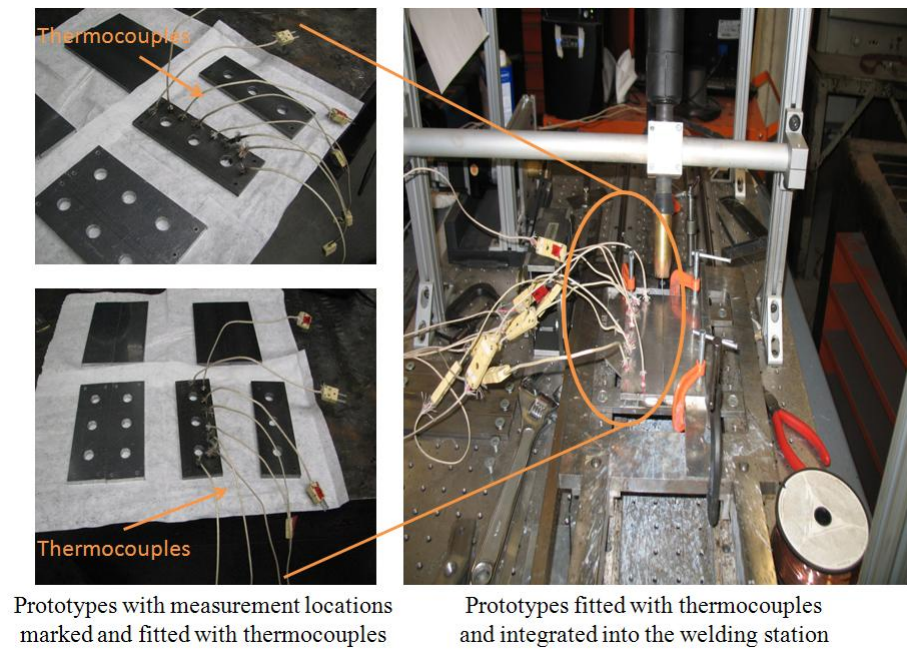 Thermocouples
Thermocouples
Prototypes with measurement locations
marked and fitted with thermocouples
Prototypes fitted with thermocouples
and integrated into the welding station